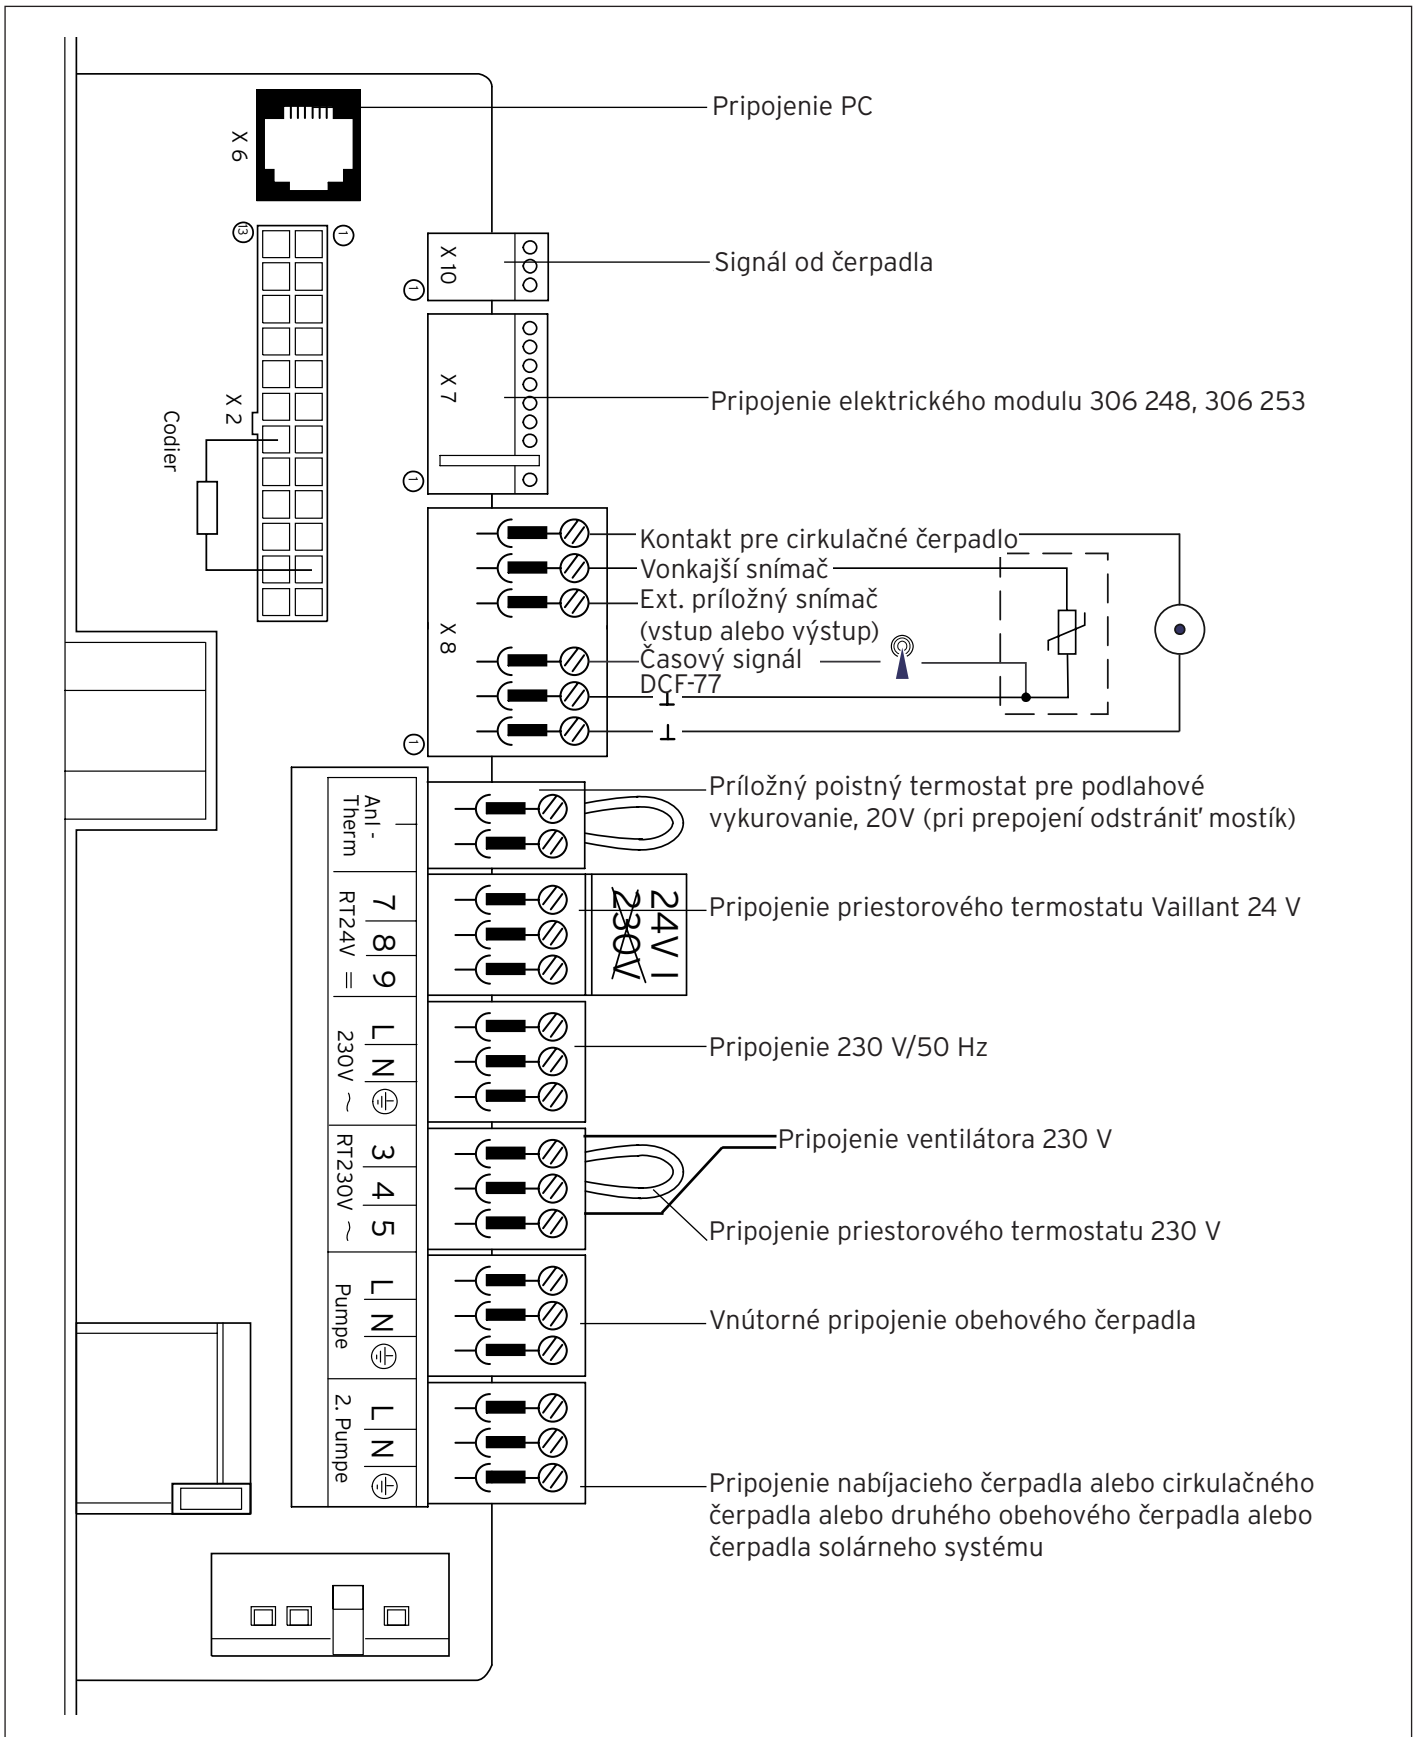 Pripojenie PC
X 6
13
1
X 10
Signál od čerpadla
1
X 7
Pripojenie elektrického modulu 306 248, 306 253
X 2
Codier
1
Kontakt pre cirkulačné čerpadlo
Vonkajší snímač
Ext. príložný snímač
(vstup alebo výstup)
X 8
Časový signál
DCF-77
1
Príložný poistný termostat pre podlahové
vykurovanie, 20V (pri prepojení odstrániť mostík)
Anl -
Therm
7 8 9
RT24V =
24V I
230V
Pripojenie priestorového termostatu Vaillant 24 V
L N
230V ~
Pripojenie 230 V/50 Hz
3 4 5
RT230V ~
Pripojenie ventilátora 230 V
Pripojenie priestorového termostatu 230 V
L N
Pumpe
Vnútorné pripojenie obehového čerpadla
L N
2. Pumpe
Pripojenie nabíjacieho čerpadla alebo cirkulačného
čerpadla alebo druhého obehového čerpadla alebo
čerpadla solárneho systému